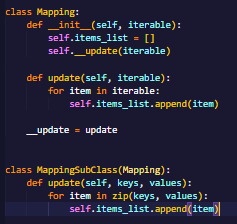 class Mapping:
    def __init__(self, iterable):
        self.items_list = []
        self.__update(iterable)

    def update(self, iterable):
        for item in iterable:
            self.items_list.append(item)

    __update = update


class MappingSubClass(Mapping):
    def update(self, keys, values):
        for item in zip(keys, values):
            self.items_list.append(item)